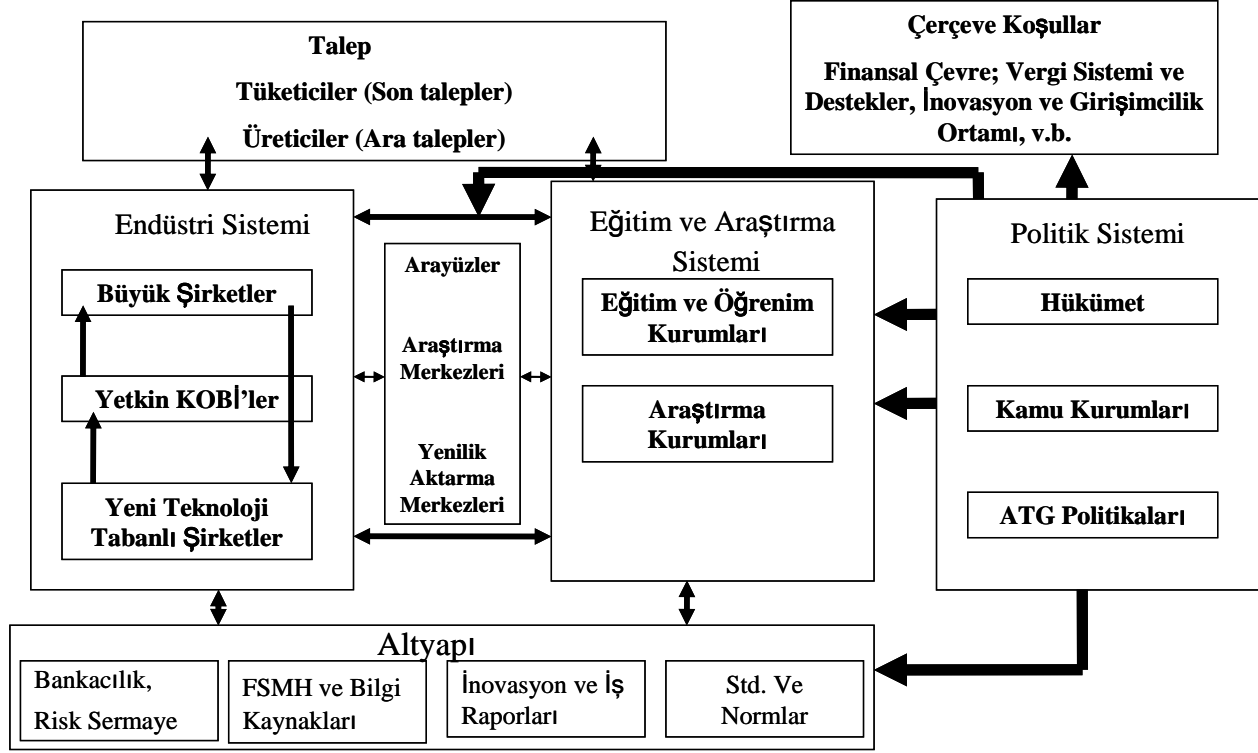 Talep
Tüketiciler (Son talepler)
Üreticiler (Ara talepler)
Çerçeve Koşullar
Finansal Çevre; Vergi Sistemi ve
Destekler, İnovasyon ve Girişimcilik
Ortamı, v.b.
Endüstri Sistemi
Büyük Şirketler
Yetkin KOBİ’ler
Yeni Teknoloji
Tabanlı Şirketler
Arayüzler
Araştırma
Merkezleri
Yenilik
Aktarma
Merkezleri
Eğitim ve Araştırma
Sistemi
Eğitim ve Öğrenim
Kurumları
Araştırma
Kurumları
Politik Sistemi
Hükümet
Kamu Kurumları
ATG Politikaları
Altyapı
Bankacılık,
Risk Sermaye
FSMH ve Bilgi
Kaynakları
İnovasyon ve İş
Raporları
Std. Ve
Normlar